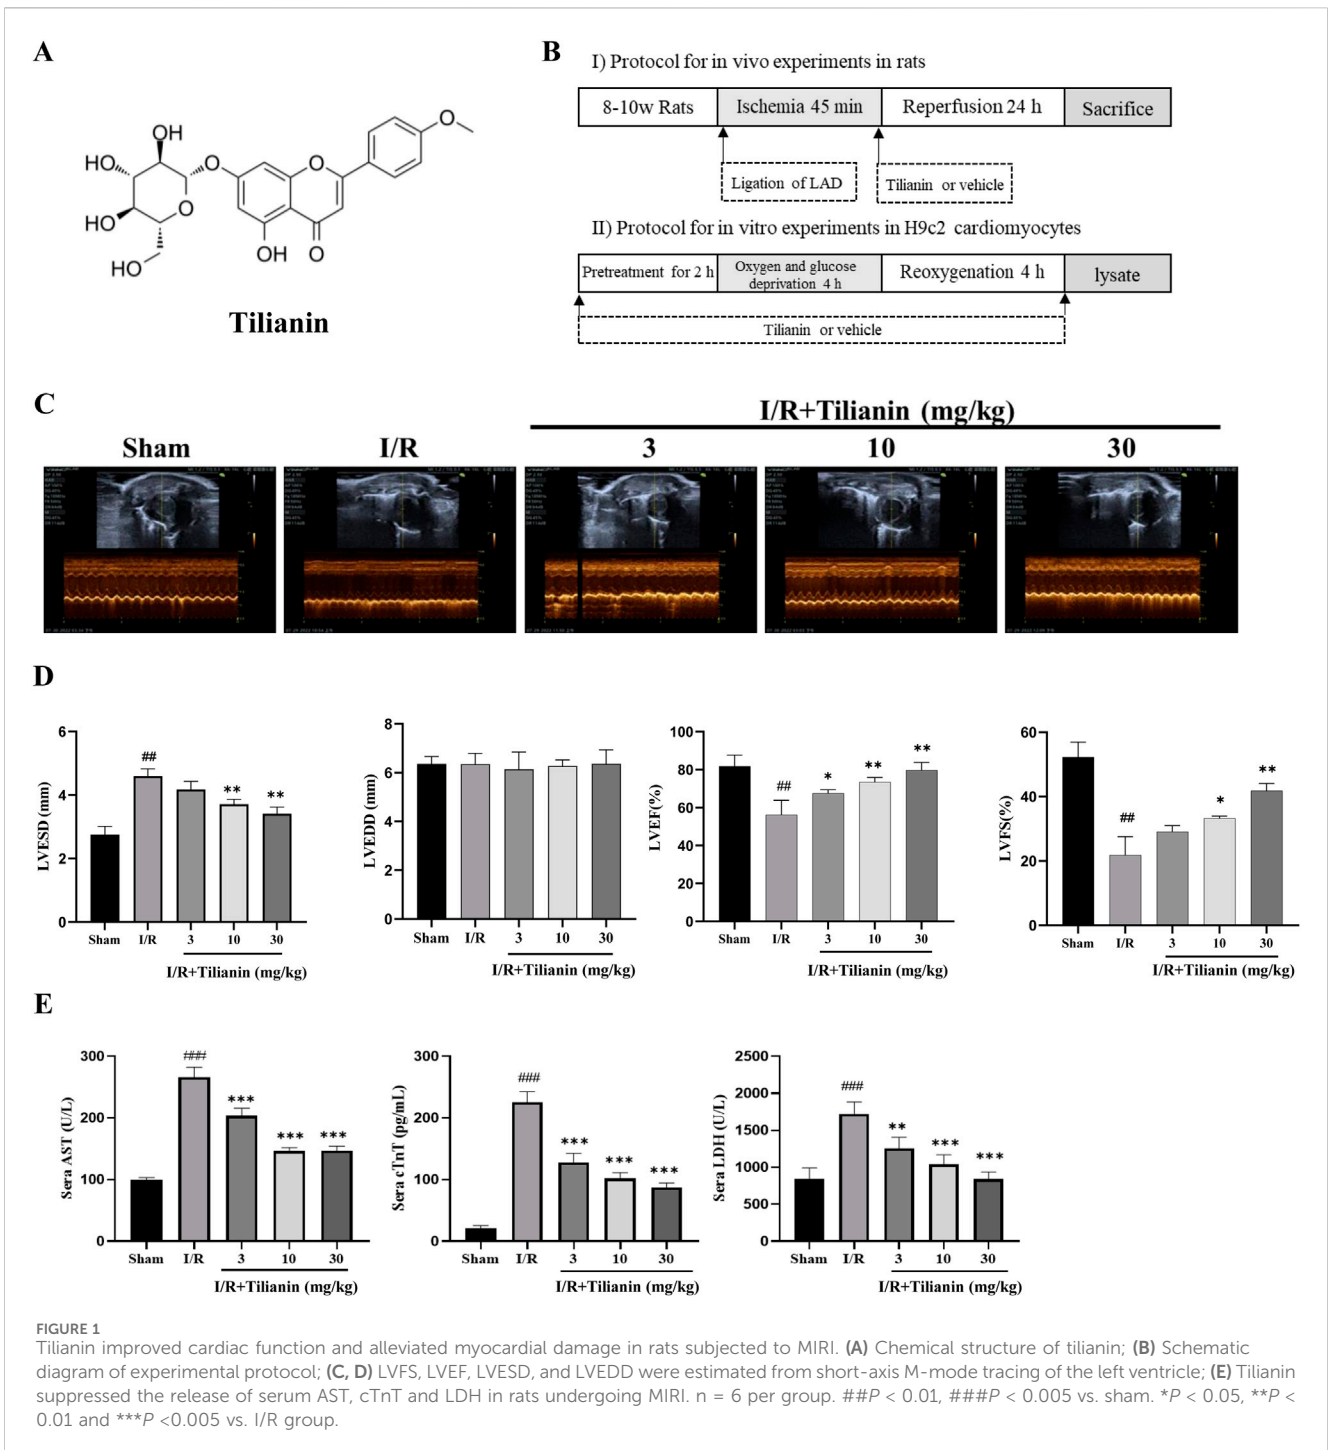 A
OH
HO
O
O
HO
O
HO
HO
OH
O
O
O
Tilianin
B
I) Protocol for in vivo experiments in rats
8-10w Rats
Ischemia 45 min
Reperfusion 24 h
Sacrifice
Ligation of LAD
Tilianin or vehicle
II) Protocol for in vitro experiments in H9c2 cardiomyocytes
Pretreatment for 2 h
Oxygen and glucose
deprivation 4 h
Reoxygenation 4 h
lysate
Tilianin or vehicle
C
I/R+Tilianin (mg/kg)
Sham
I/R
3
10
30
D
LVESD (mm)
6
4
2
0
##
**
**
Sham
I/R
3
10
30
I/R+Tilianin (mg/kg)
LVEDD (mm)
8
6
4
2
0
Sham
I/R
3
10
30
I/R+Tilianin (mg/kg)
LVEF(%)
100
80
60
40
20
0
##
*
**
**
Sham
I/R
3
10
30
I/R+Tilianin (mg/kg)
LVFS(%)
60
40
20
0
##
*
**
Sham
I/R
3
10
30
I/R+Tilianin (mg/kg)
E
Sera AST (U/L)
300
200
100
0
###
***
***
***
Sham
I/R
3
10
30
I/R+Tilianin (mg/kg)
Sera cTnT (pg/mL)
300
200
100
0
###
***
***
***
Sham
I/R
3
10
30
I/R+Tilianin (mg/kg)
Sera LDH (U/L)
2500
2000
1500
1000
500
0
###
**
***
***
Sham
I/R
3
10
30
I/R+Tilianin (mg/kg)
FIGURE 1
Tilianin improved cardiac function and alleviated myocardial damage in rats subjected to MIRI. (A) Chemical structure of tilianin; (B) Schematic
diagram of experimental protocol; (C, D) LVFS, LVEF, LVESD, and LVEDD were estimated from short-axis M-mode tracing of the left ventricle; (E) Tilianin
suppressed the release of serum AST, cTnT and LDH in rats undergoing MIRI. n = 6 per group. ##P < 0.01, ###P < 0.005 vs. sham. *P < 0.05, **P <
0.01 and ***P <0.005 vs. I/R group.